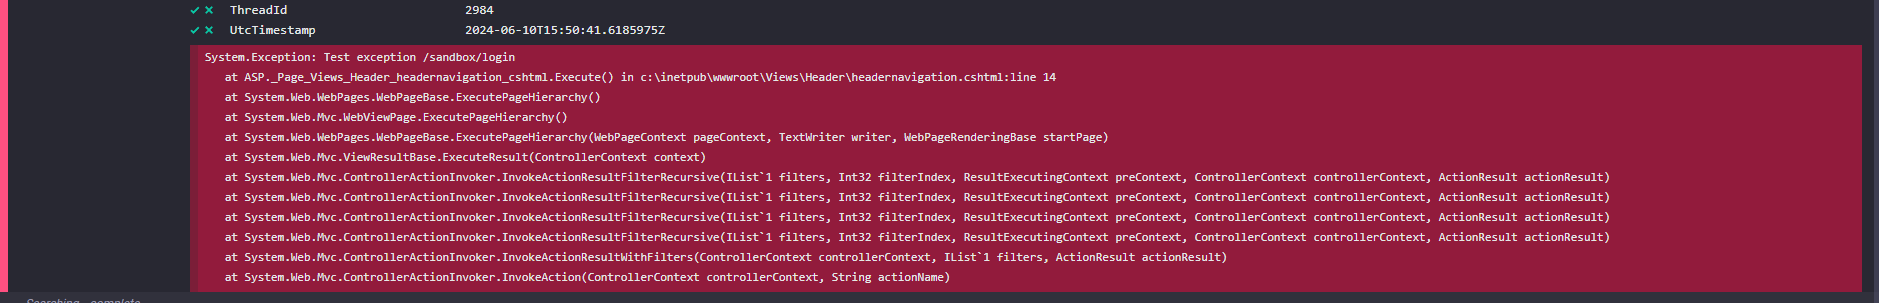 ThreadId 2984
UtcTimestamp 2024-06-10T15:50:41.6185975Z
System.Exception: Test exception /sandbox/login
at ASP._Page_Views_Header_headernavigation_cshtml.Execute() in c:\inetpub\wwwroot\Views\Header\headernavigation.cshtml:line 14
at System.Web.WebPages.WebPageBase.ExecutePageHierarchy()
at System.Web.Mvc.WebViewPage.ExecutePageHierarchy()
at System.Web.WebPages.WebPageBase.ExecutePageHierarchy(WebPageContext pageContext, TextWriter writer, WebPageRenderingBase startPage)
at System.Web.Mvc.ViewResultBase.ExecuteResult(ControllerContext context)
at System.Web.Mvc.ControllerActionInvoker.InvokeActionResultFilterRecursive(IList`1 filters, Int32 filterIndex, ResultExecutingContext preContext, ControllerContext controllerContext, ActionResult actionResult)
at System.Web.Mvc.ControllerActionInvoker.InvokeActionResultFilterRecursive(IList`1 filters, Int32 filterIndex, ResultExecutingContext preContext, ControllerContext controllerContext, ActionResult actionResult)
at System.Web.Mvc.ControllerActionInvoker.InvokeActionResultFilterRecursive(IList`1 filters, Int32 filterIndex, ResultExecutingContext preContext, ControllerContext controllerContext, ActionResult actionResult)
at System.Web.Mvc.ControllerActionInvoker.InvokeActionResultFilterRecursive(IList`1 filters, Int32 filterIndex, ResultExecutingContext preContext, ControllerContext controllerContext, ActionResult actionResult)
at System.Web.Mvc.ControllerActionInvoker.InvokeActionResultWithFilters(ControllerContext controllerContext, IList`1 filters, ActionResult actionResult)
at System.Web.Mvc.ControllerActionInvoker.InvokeAction(ControllerContext controllerContext, String actionName)